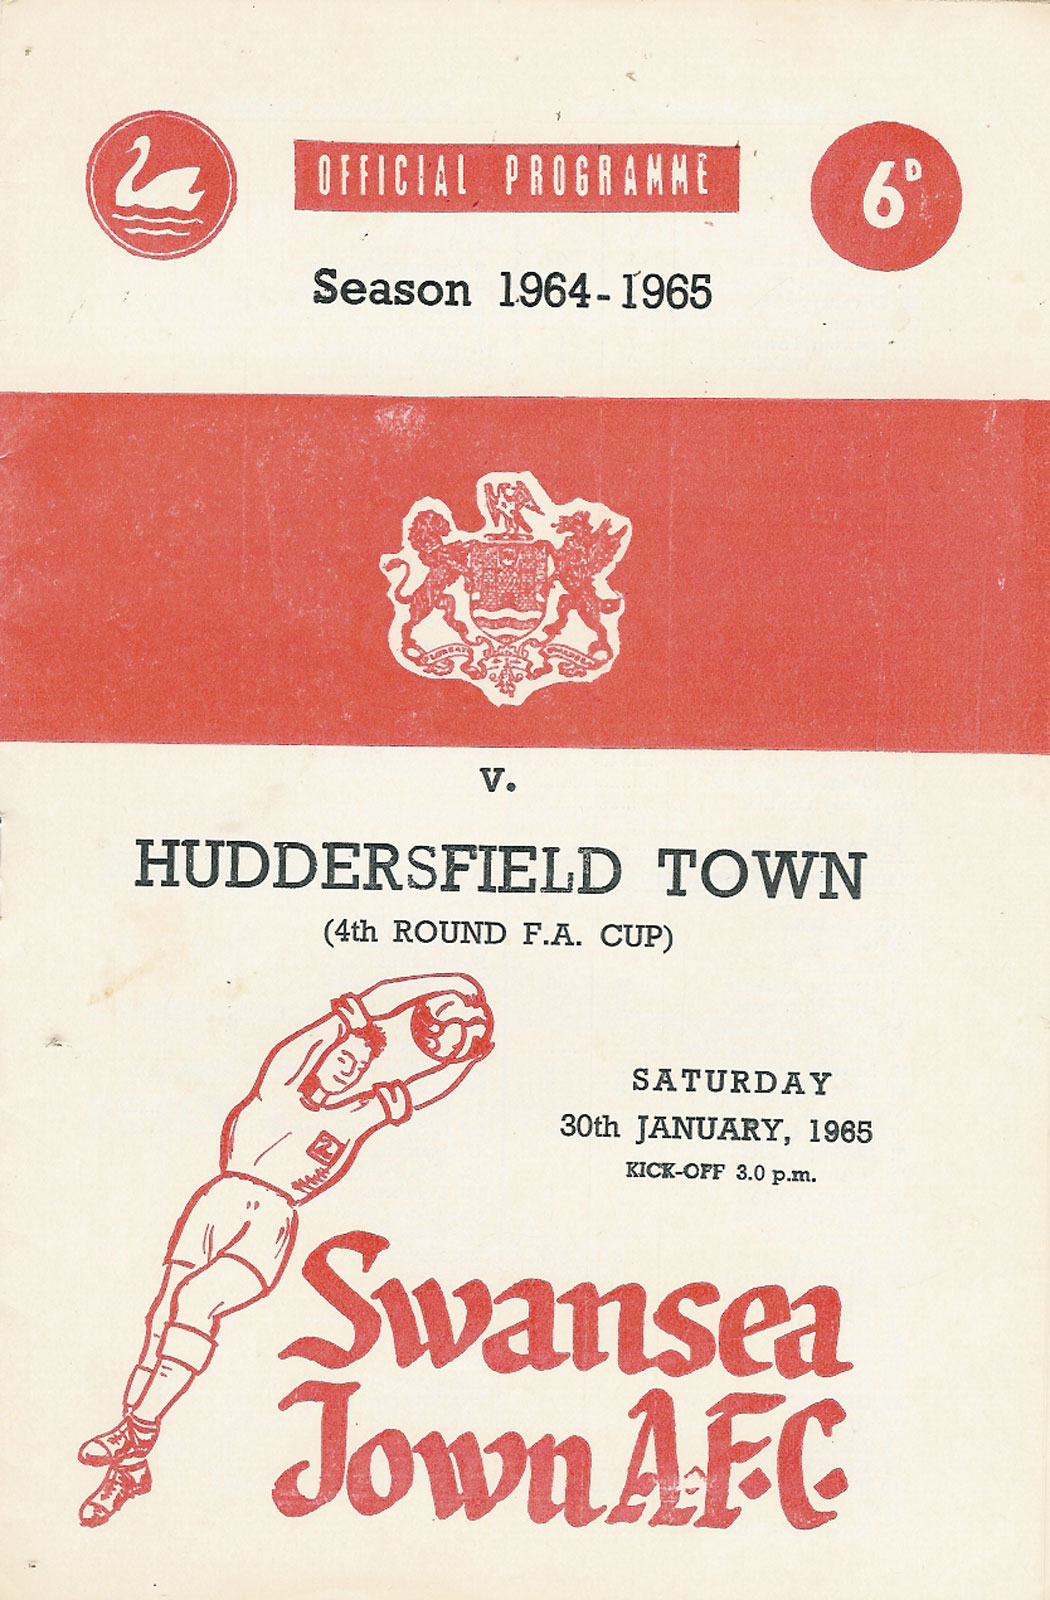 OFFICIAL PROGRAMME
6D
Season 1964-1965
v.
HUDDERSFIELD TOWN
(4th ROUND F.A. CUP)
SATURDAY
30th JANUARY, 1965
KICK-OFF 3.0 p.m.
Swansea
Town A.F.C.